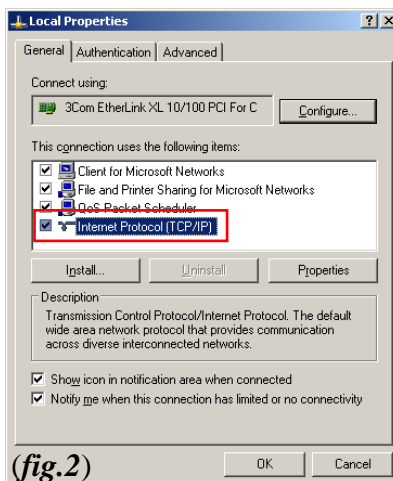 Local Properties
General Authentication Advanced
Connect using:
3Com EtherLink XL 10/100 PCI For C
Configure...
This connection uses the following items:
Client for Microsoft Networks
File and Printer Sharing for Microsoft Networks
QoS Packet Scheduler
Internet Protocol (TCP/IP)
Install... Uninstall Properties
Description
Transmission Control Protocol/Internet Protocol. The default
wide area network protocol that provides communication
across diverse interconnected networks.
Show icon in notification area when connected
Notify me when this connection has limited or no connectivity
(fig.2)
OK Cancel